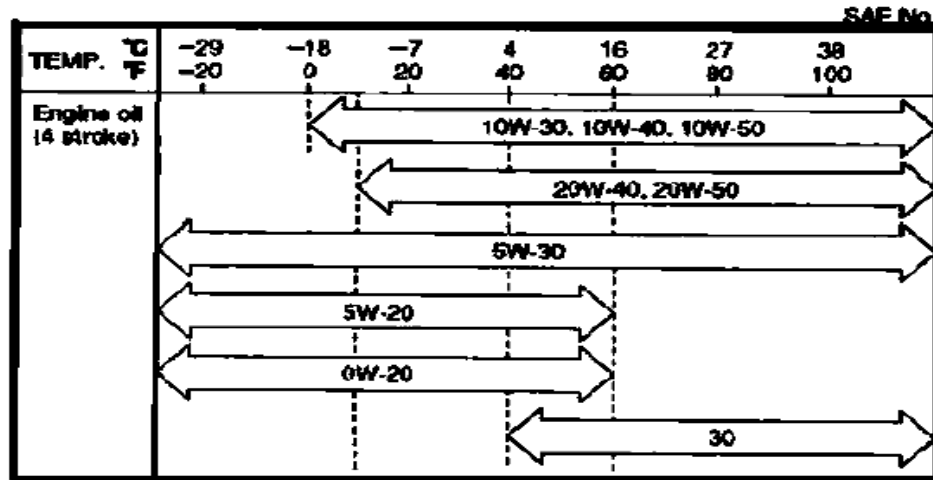 SAE No
TEMP. °C -29 -18 -7 4 16 27 38
°F -20 0 20 40 60 80 100
Engine oil
(4 stroke)
10W-30, 10W-40, 10W-50
20W-40, 20W-50
5W-30
5W-20
0W-20
30